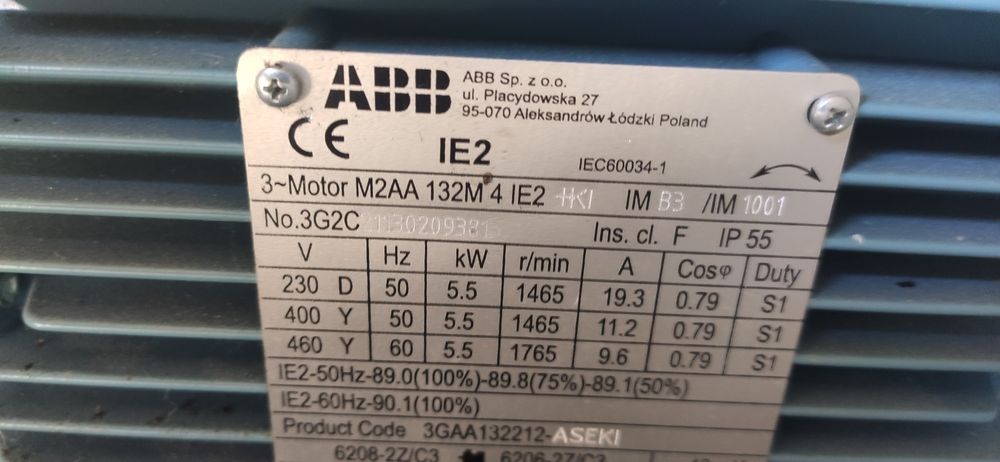 ABB
ABB Sp. z o.o.
ul. Placydowska 27
95-070 Aleksandrów Łódzki Poland
CE IE2 IEC60034-1
3~Motor M2AA 132M 4 IE2 IM B3 /IM 1001
No.3G2C Ins. cl. F IP 55
V Hz kW r/min A Cosφ Duty
230 D 50 5.5 1465 19.3 0.79 S1
400 Y 50 5.5 1465 11.2 0.79 S1
460 Y 60 5.5 1765 9.6 0.79 S1
IE2-50Hz-89.0(100%)-89.8(75%)-89.1(50%)
IE2-60Hz-90.1(100%)
Product Code 3GAA132212-ASEKI
6208-2Z/C3 6206-2Z/C3